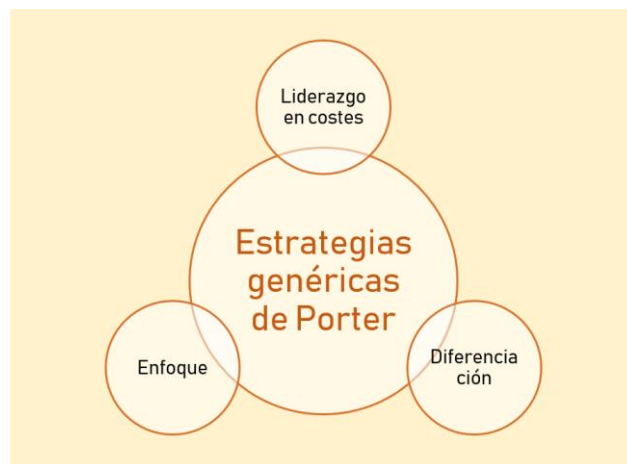 Liderazgo
en costes
Estrategias
genéricas
de Porter
Enfoque
Diferencia
ción